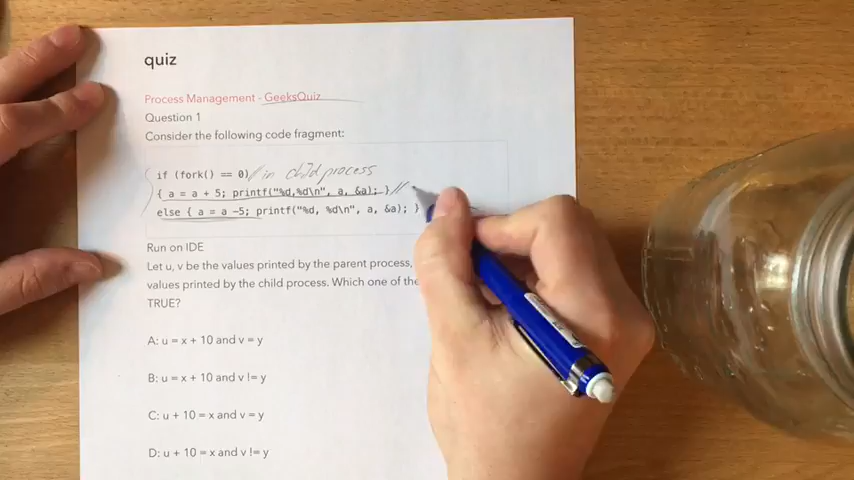 quiz
Process Management - GeeksQuiz
Question 1
Consider the following code fragment:
if (fork() == 0) // in child process
{ a = a + 5; printf("%d,%d\n", a, &a); } //
else { a = a -5; printf("%d, %d\n", a, &a); }
Run on IDE
Let u, v be the values printed by the parent process,
values printed by the child process. Which one of the
TRUE?
A: u = x + 10 and v = y
B: u = x + 10 and v != y
C: u + 10 = x and v = y
D: u + 10 = x and v != y